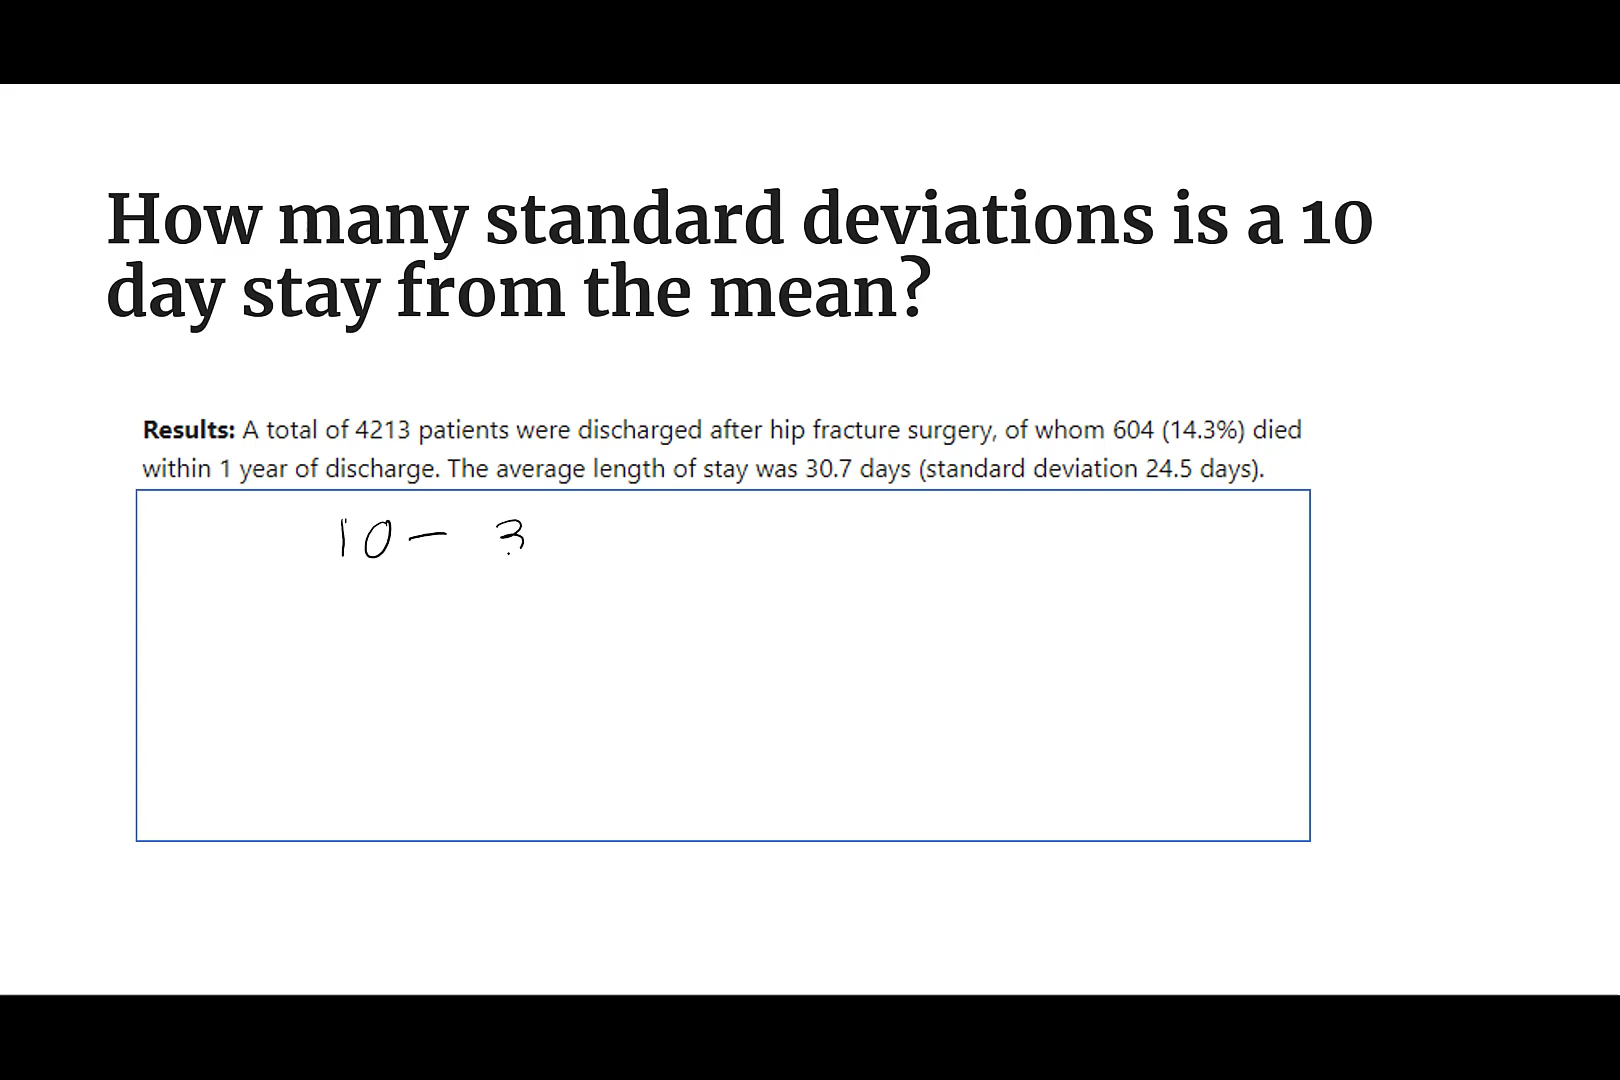 How many standard deviations is a 10
day stay from the mean?
Results: A total of 4213 patients were discharged after hip fracture surgery, of whom 604 (14.3%) died
within 1 year of discharge. The average length of stay was 30.7 days (standard deviation 24.5 days).
10 - 3